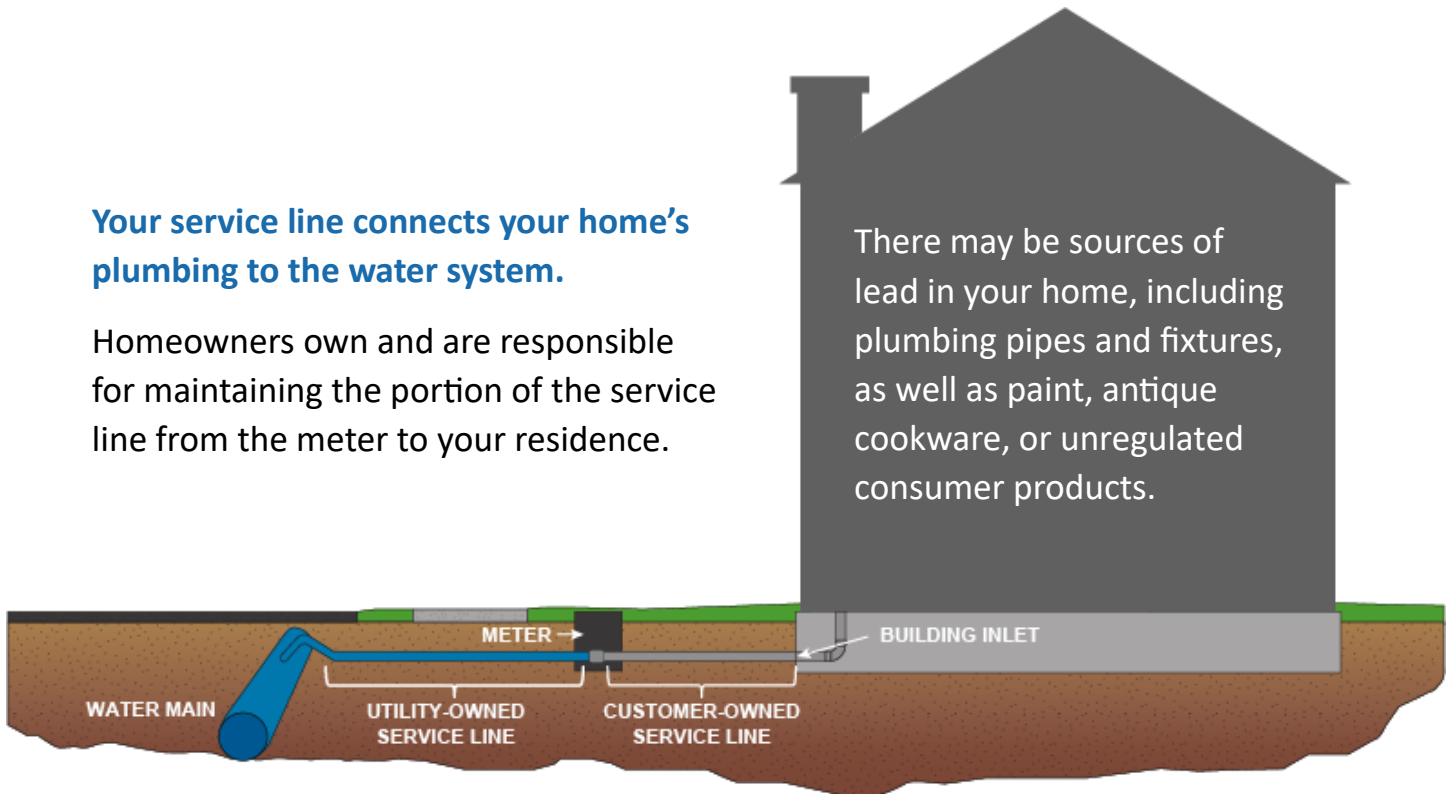 Your service line connects your home’s
plumbing to the water system.
Homeowners own and are responsible
for maintaining the portion of the service
line from the meter to your residence.
There may be sources of
lead in your home, including
plumbing pipes and fixtures,
as well as paint, antique
cookware, or unregulated
consumer products.
METER
BUILDING INLET
WATER MAIN
UTILITY-OWNED
SERVICE LINE
CUSTOMER-OWNED
SERVICE LINE